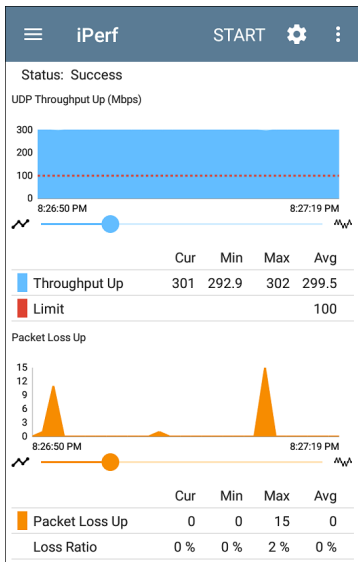 iPerf START
Status: Success
UDP Throughput Up (Mbps)
300
200
100
0
8:26:50 PM 8:27:19 PM
Cur Min Max Avg
Throughput Up 301 292.9 302 299.5
Limit 100
Packet Loss Up
15
12
9
6
3
0
8:26:50 PM 8:27:19 PM
Cur Min Max Avg
Packet Loss Up 0 0 15 0
Loss Ratio 0 % 0 % 2 % 0 %